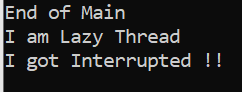 End of Main
I am Lazy Thread
I got Interrupted !!